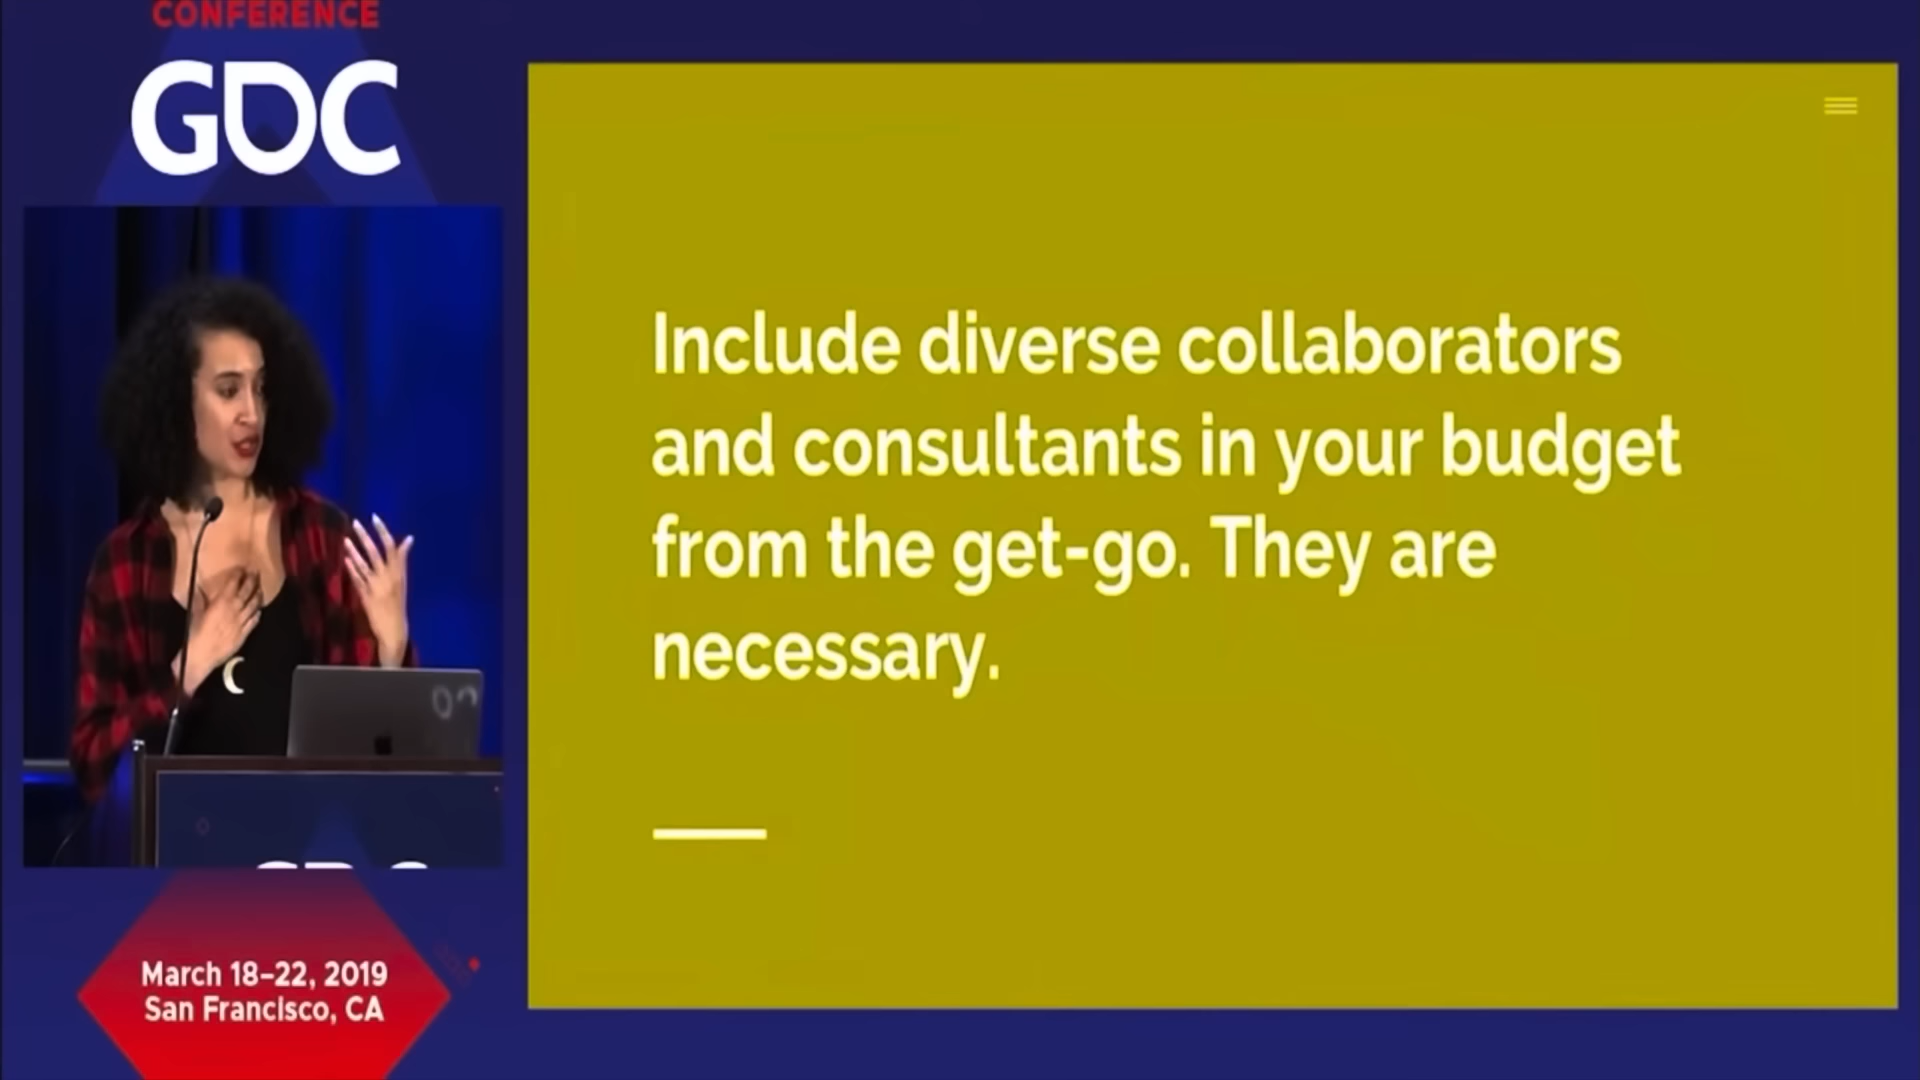 CONFERENCE
GDC
Include diverse collaborators
and consultants in your budget
from the get-go. They are
necessary.
March 18-22, 2019
San Francisco, CA